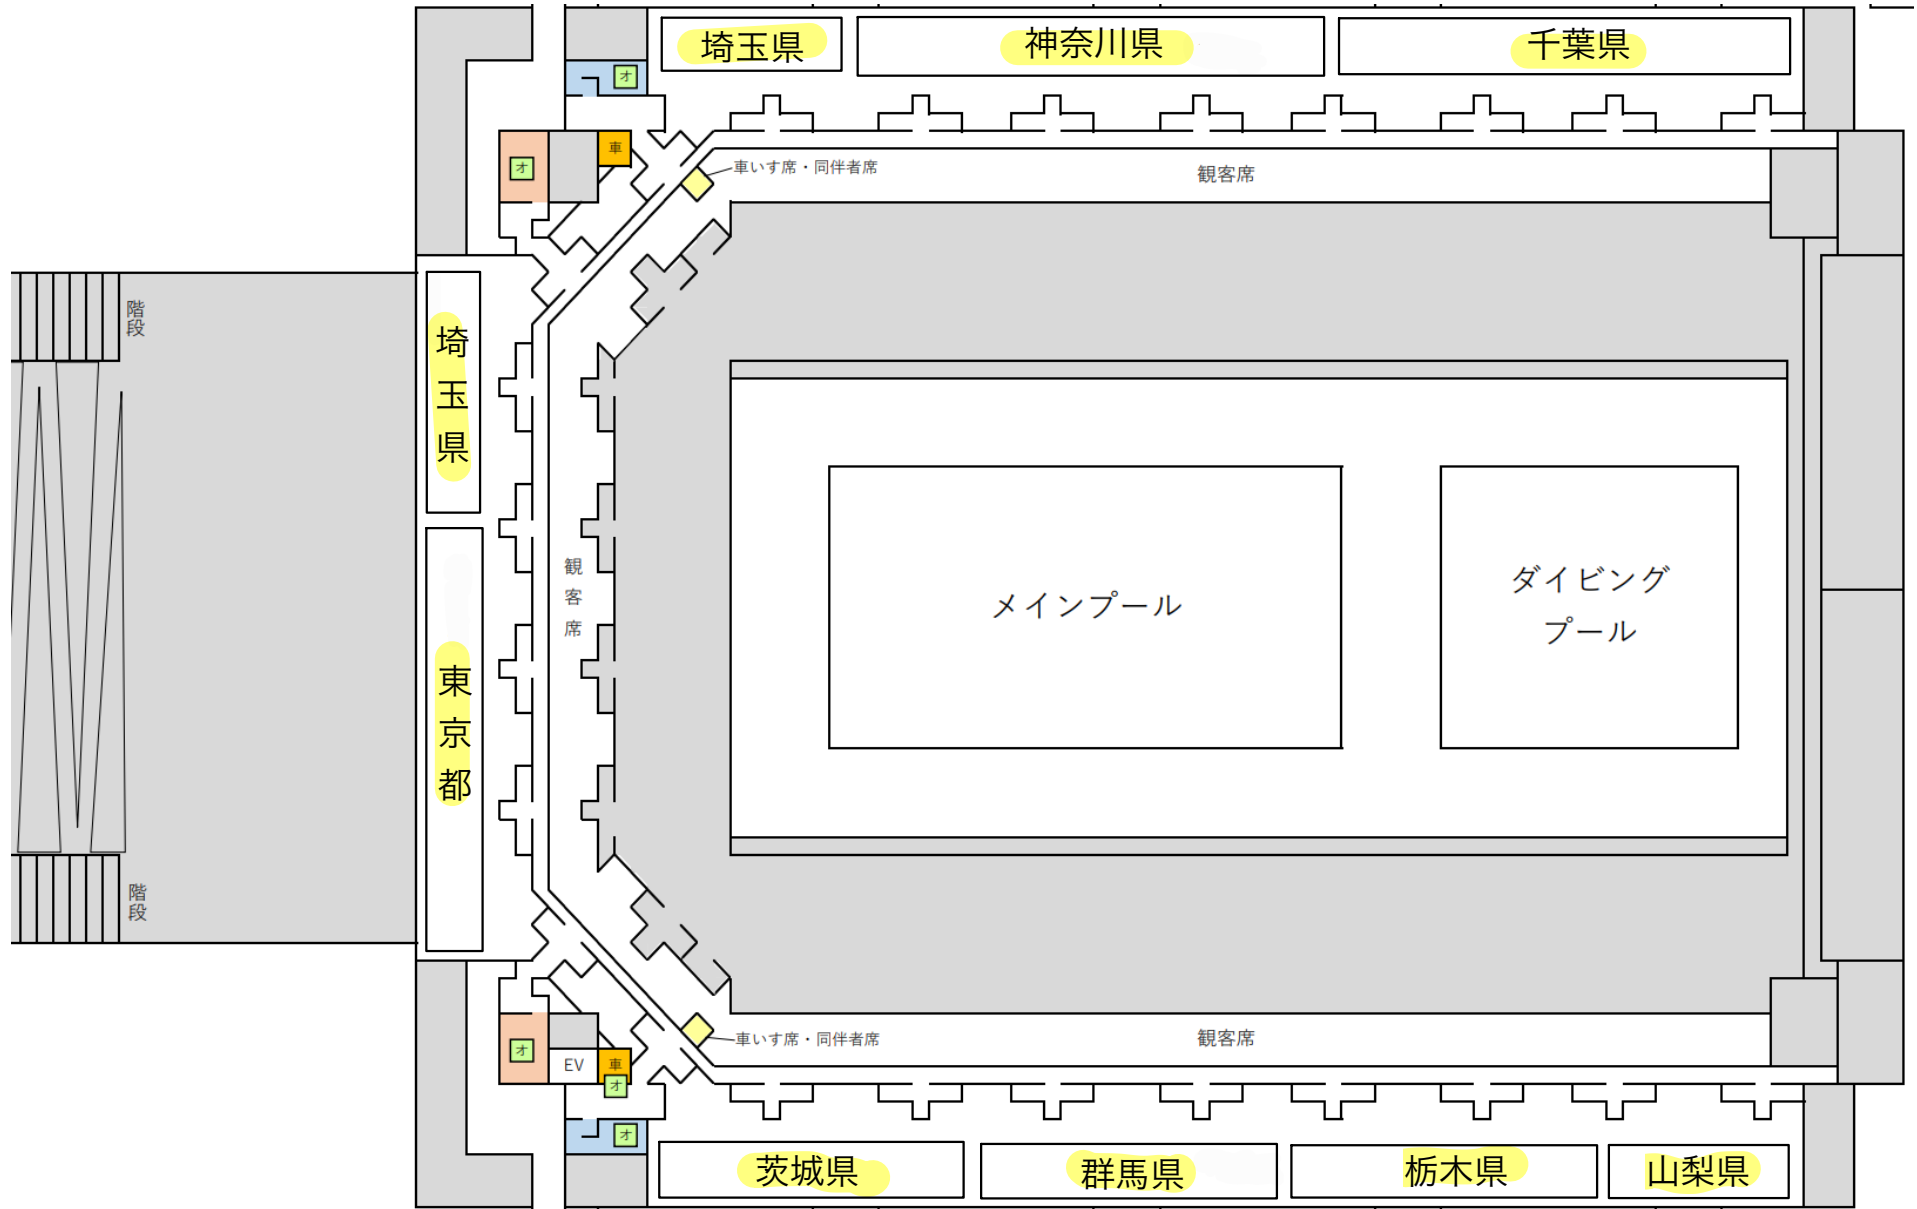 埼玉県
神奈川県
千葉県
オ
車
オ
車いす席・同伴者席
観客席
階段
埼玉県
観客席
メインプール
ダイビング
プール
東京都
階段
車いす席・同伴者席
観客席
オ
EV
車
オ
オ
茨城県
群馬県
栃木県
山梨県